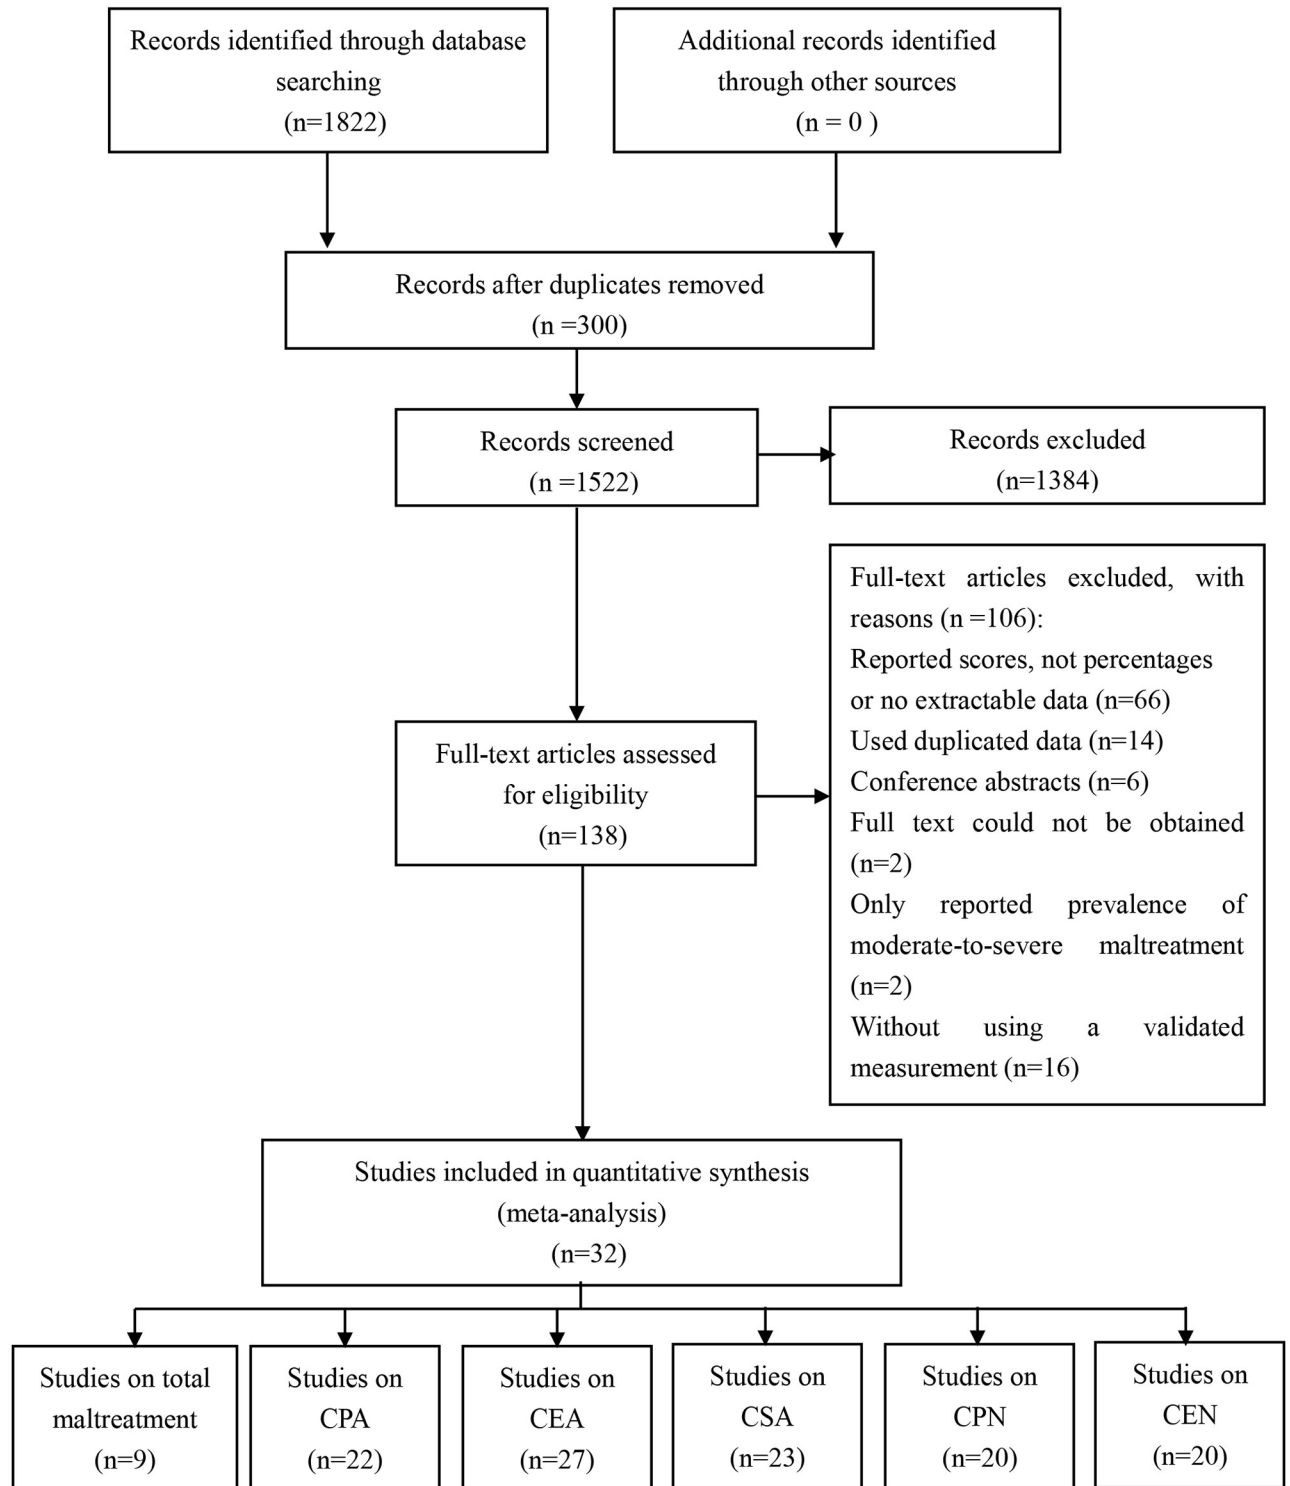 Records identified through database
searching
(n=1822)
Additional records identified
through other sources
(n = 0 )
Records after duplicates removed
(n =300)
Records screened
(n =1522)
Records excluded
(n=1384)
Full-text articles assessed
for eligibility
(n=138)
Full-text articles excluded, with
reasons (n =106):
Reported scores, not percentages
or no extractable data (n=66)
Used duplicated data (n=14)
Conference abstracts (n=6)
Full text could not be obtained
(n=2)
Only reported prevalence of
moderate-to-severe maltreatment
(n=2)
Without using a validated
measurement (n=16)
Studies included in quantitative synthesis
(meta-analysis)
(n=32)
Studies on total
maltreatment
(n=9)
Studies on
CPA
(n=22)
Studies on
CEA
(n=27)
Studies on
CSA
(n=23)
Studies on
CPN
(n=20)
Studies on
CEN
(n=20)